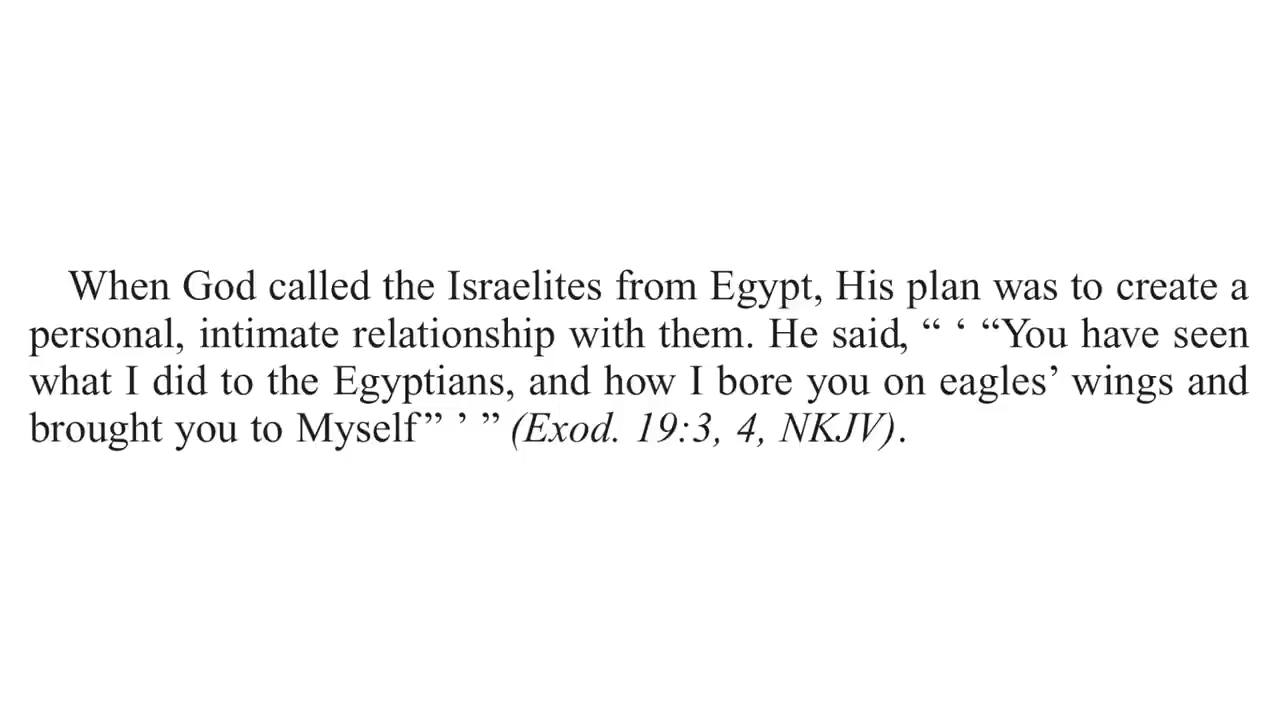 When God called the Israelites from Egypt, His plan was to create a
personal, intimate relationship with them. He said, “ ‘ “You have seen
what I did to the Egyptians, and how I bore you on eagles’ wings and
brought you to Myself” ’ ” (Exod. 19:3, 4, NKJV).